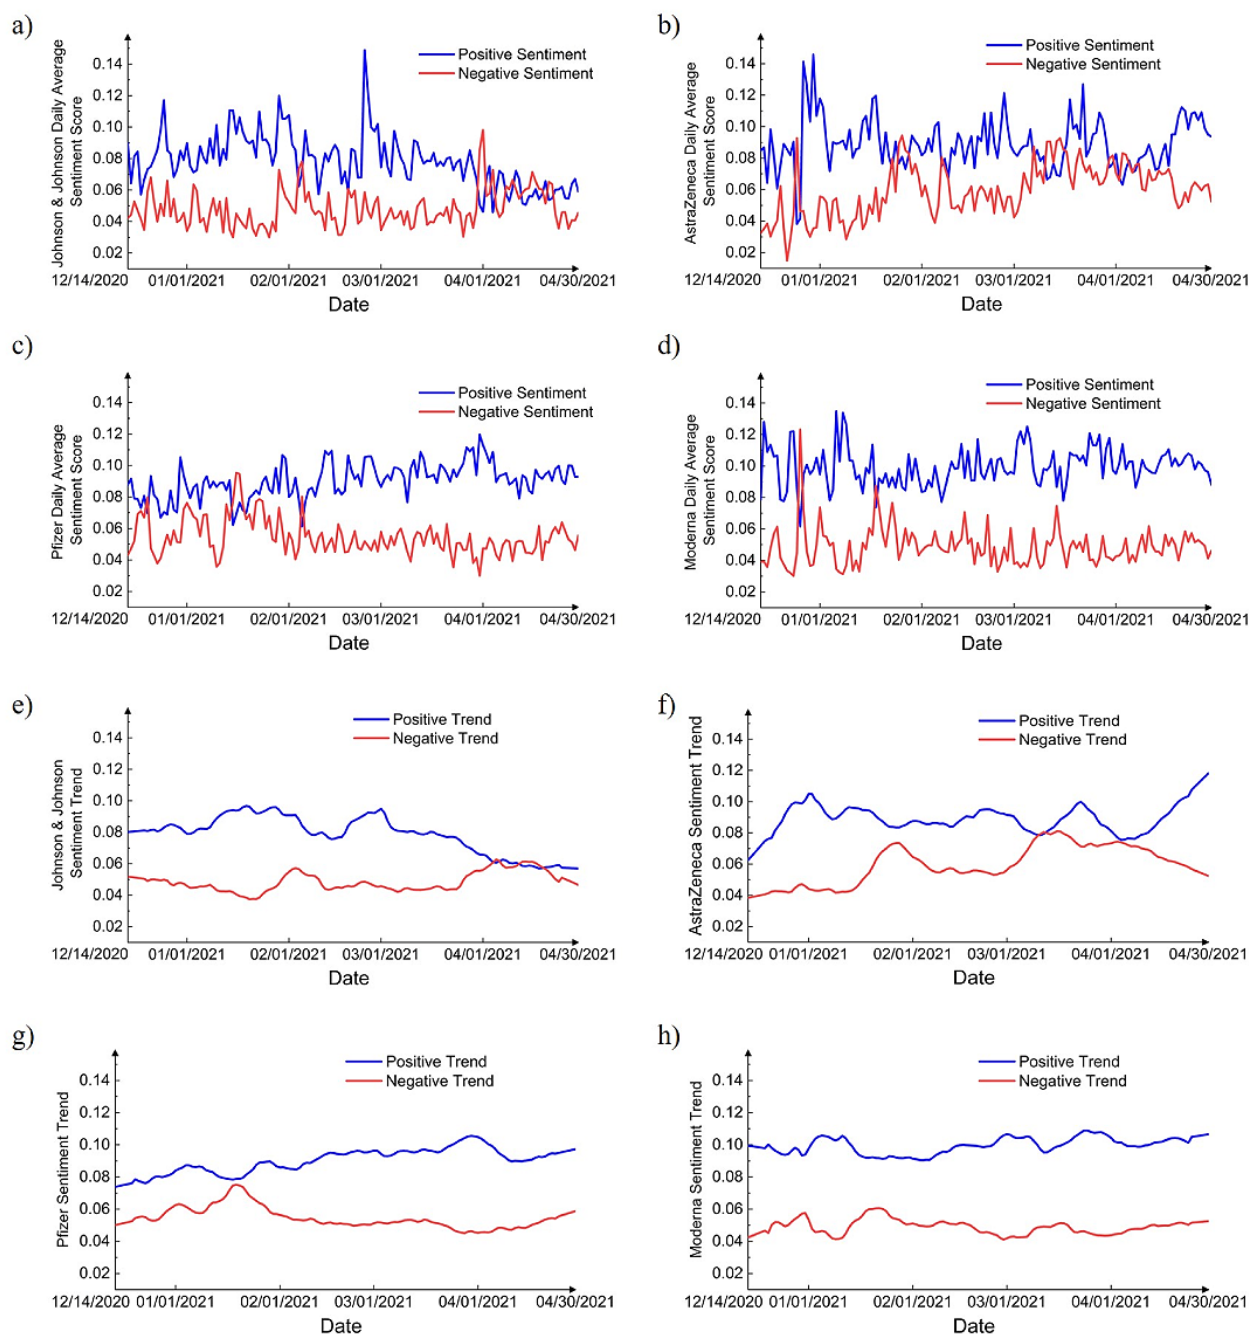 a)
Johnson & Johnson Daily Average
Sentiment Score
0.14
0.12
0.10
0.08
0.06
0.04
0.02
Positive Sentiment
Negative Sentiment
12/14/2020 01/01/2021 02/01/2021 03/01/2021 04/01/2021 04/30/2021
Date
b)
AstraZeneca Daily Average
Sentiment Score
0.14
0.12
0.10
0.08
0.06
0.04
0.02
Positive Sentiment
Negative Sentiment
12/14/2020 01/01/2021 02/01/2021 03/01/2021 04/01/2021 04/30/2021
Date
c)
Pfizer Daily Average
Sentiment Score
0.14
0.12
0.10
0.08
0.06
0.04
0.02
Positive Sentiment
Negative Sentiment
12/14/2020 01/01/2021 02/01/2021 03/01/2021 04/01/2021 04/30/2021
Date
d)
Moderna Daily Average
Sentiment Score
0.14
0.12
0.10
0.08
0.06
0.04
0.02
Positive Sentiment
Negative Sentiment
12/14/2020 01/01/2021 02/01/2021 03/01/2021 04/01/2021 04/30/2021
Date
e)
Johnson & Johnson
Sentiment Trend
0.14
0.12
0.10
0.08
0.06
0.04
0.02
Positive Trend
Negative Trend
12/14/2020 01/01/2021 02/01/2021 03/01/2021 04/01/2021 04/30/2021
Date
f)
AstraZeneca Sentiment Trend
0.14
0.12
0.10
0.08
0.06
0.04
0.02
Positive Trend
Negative Trend
12/14/2020 01/01/2021 02/01/2021 03/01/2021 04/01/2021 04/30/2021
Date
g)
Pfizer Sentiment Trend
0.14
0.12
0.10
0.08
0.06
0.04
0.02
Positive Trend
Negative Trend
12/14/2020 01/01/2021 02/01/2021 03/01/2021 04/01/2021 04/30/2021
Date
h)
Moderna Sentiment Trend
0.14
0.12
0.10
0.08
0.06
0.04
0.02
Positive Trend
Negative Trend
12/14/2020 01/01/2021 02/01/2021 03/01/2021 04/01/2021 04/30/2021
Date